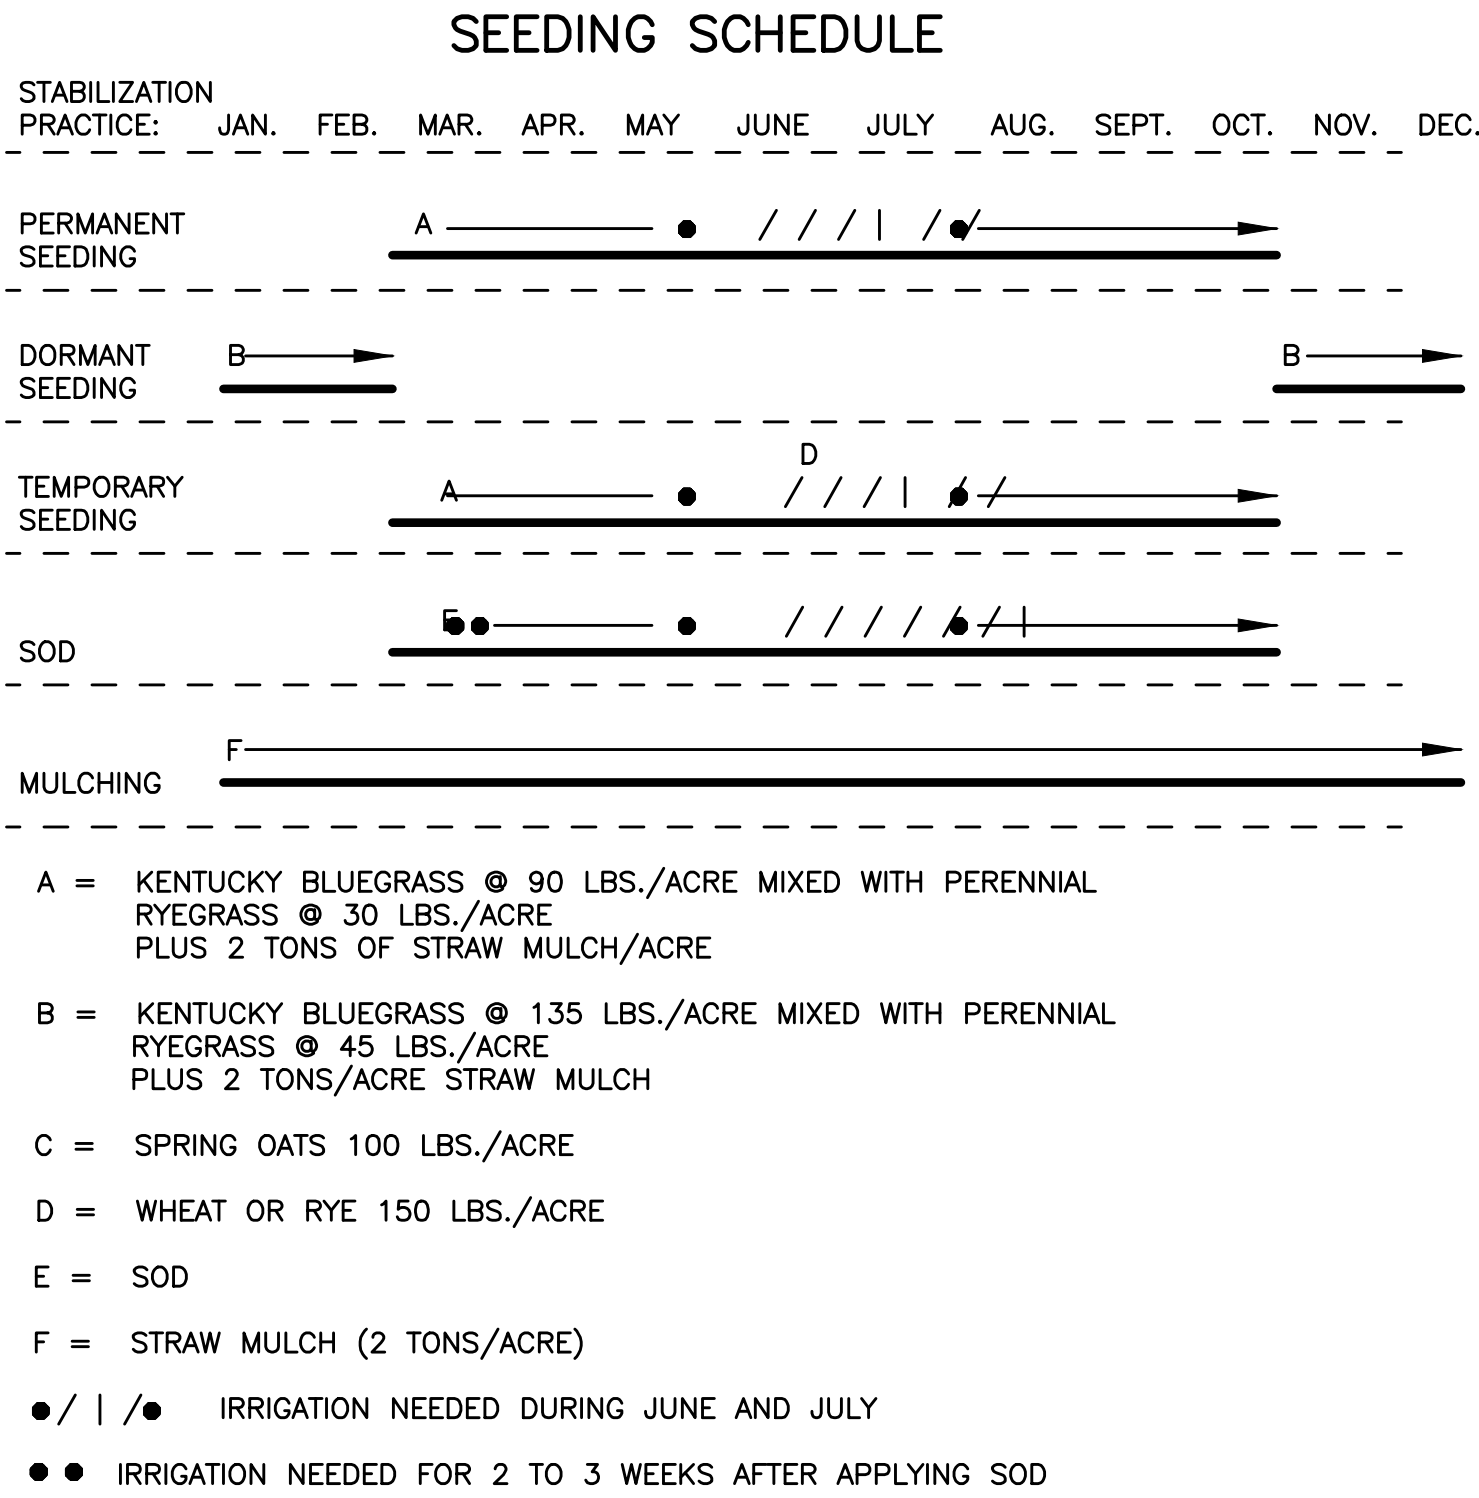 SEEDING SCHEDULE
STABILIZATION
PRACTICE: JAN. FEB. MAR. APR. MAY JUNE JULY AUG. SEPT. OCT. NOV. DEC.
PERMANENT
SEEDING
A
DORMANT
SEEDING
B B
D
TEMPORARY
SEEDING
A
E
SOD
F
MULCHING
A = KENTUCKY BLUEGRASS @ 90 LBS./ACRE MIXED WITH PERENNIAL
RYEGRASS @ 30 LBS./ACRE
PLUS 2 TONS OF STRAW MULCH/ACRE
B = KENTUCKY BLUEGRASS @ 135 LBS./ACRE MIXED WITH PERENNIAL
RYEGRASS @ 45 LBS./ACRE
PLUS 2 TONS/ACRE STRAW MULCH
C = SPRING OATS 100 LBS./ACRE
D = WHEAT OR RYE 150 LBS./ACRE
E = SOD
F = STRAW MULCH (2 TONS/ACRE)
●/ | /● IRRIGATION NEEDED DURING JUNE AND JULY
● ● IRRIGATION NEEDED FOR 2 TO 3 WEEKS AFTER APPLYING SOD